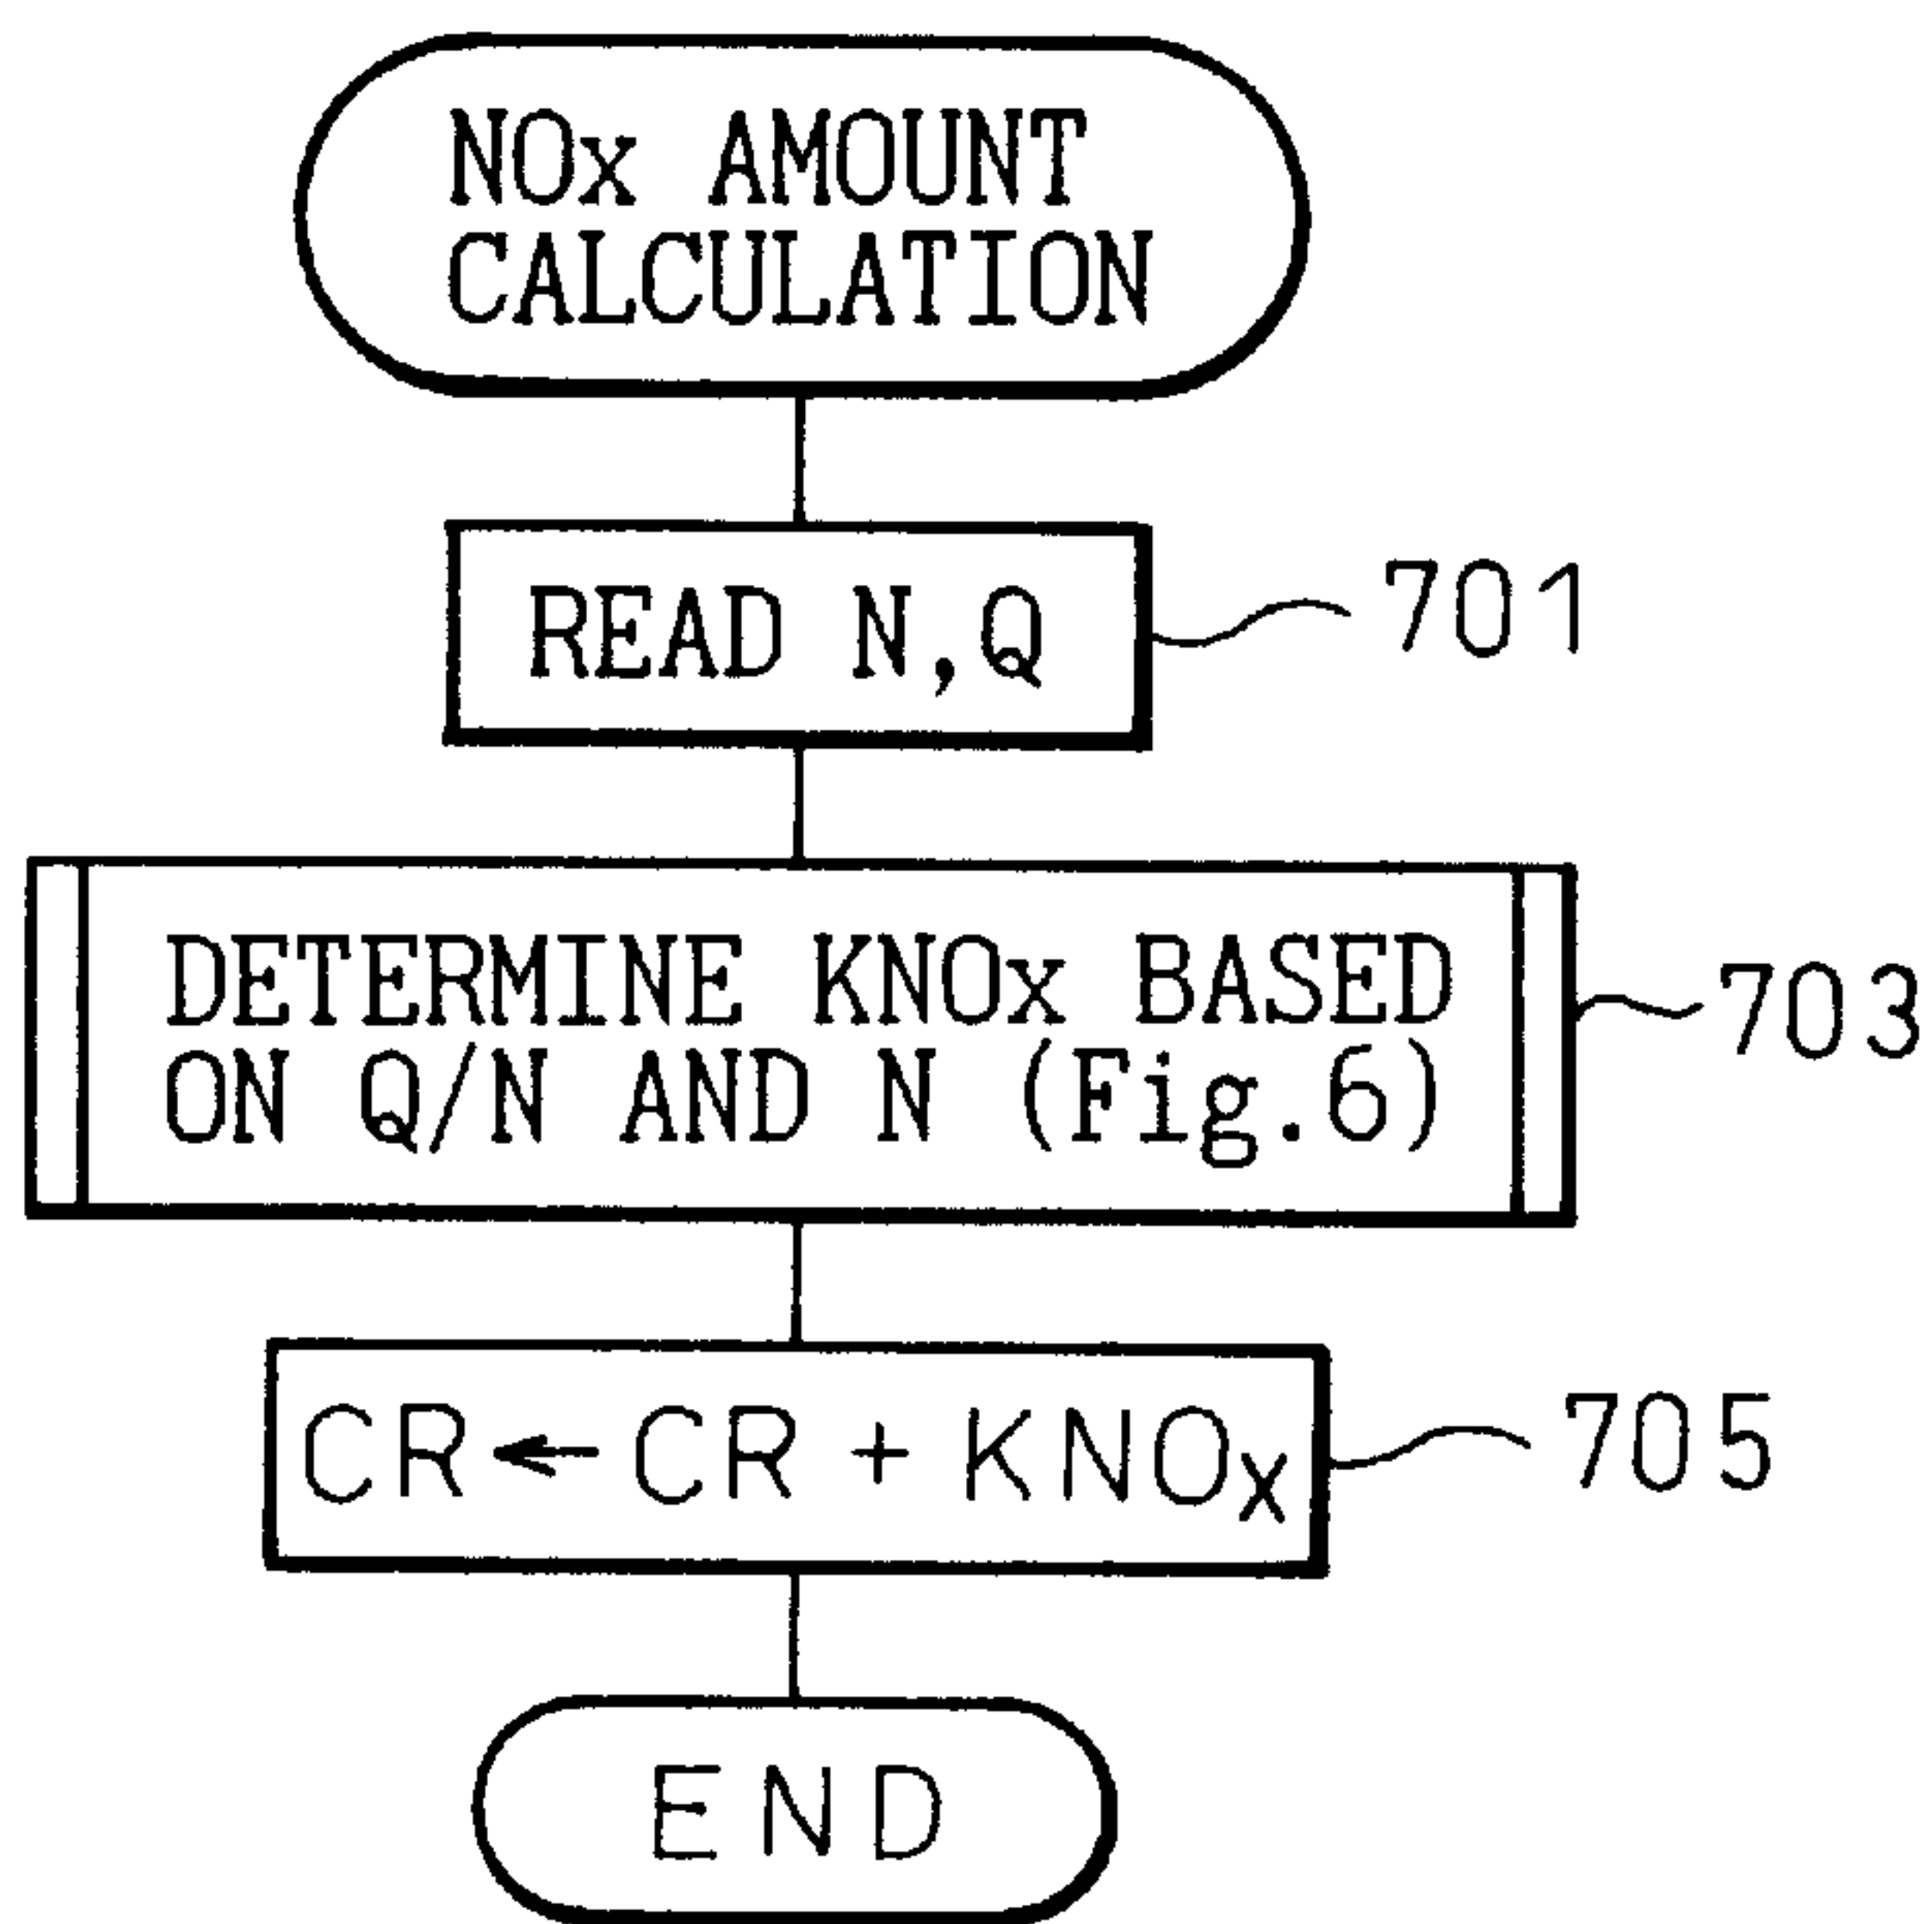 NOx AMOUNT
CALCULATION
READ N,Q
701
DETERMINE KNOx BASED
ON Q/N AND N (Fig.6)
703
CR ← CR + KNOx
705
END